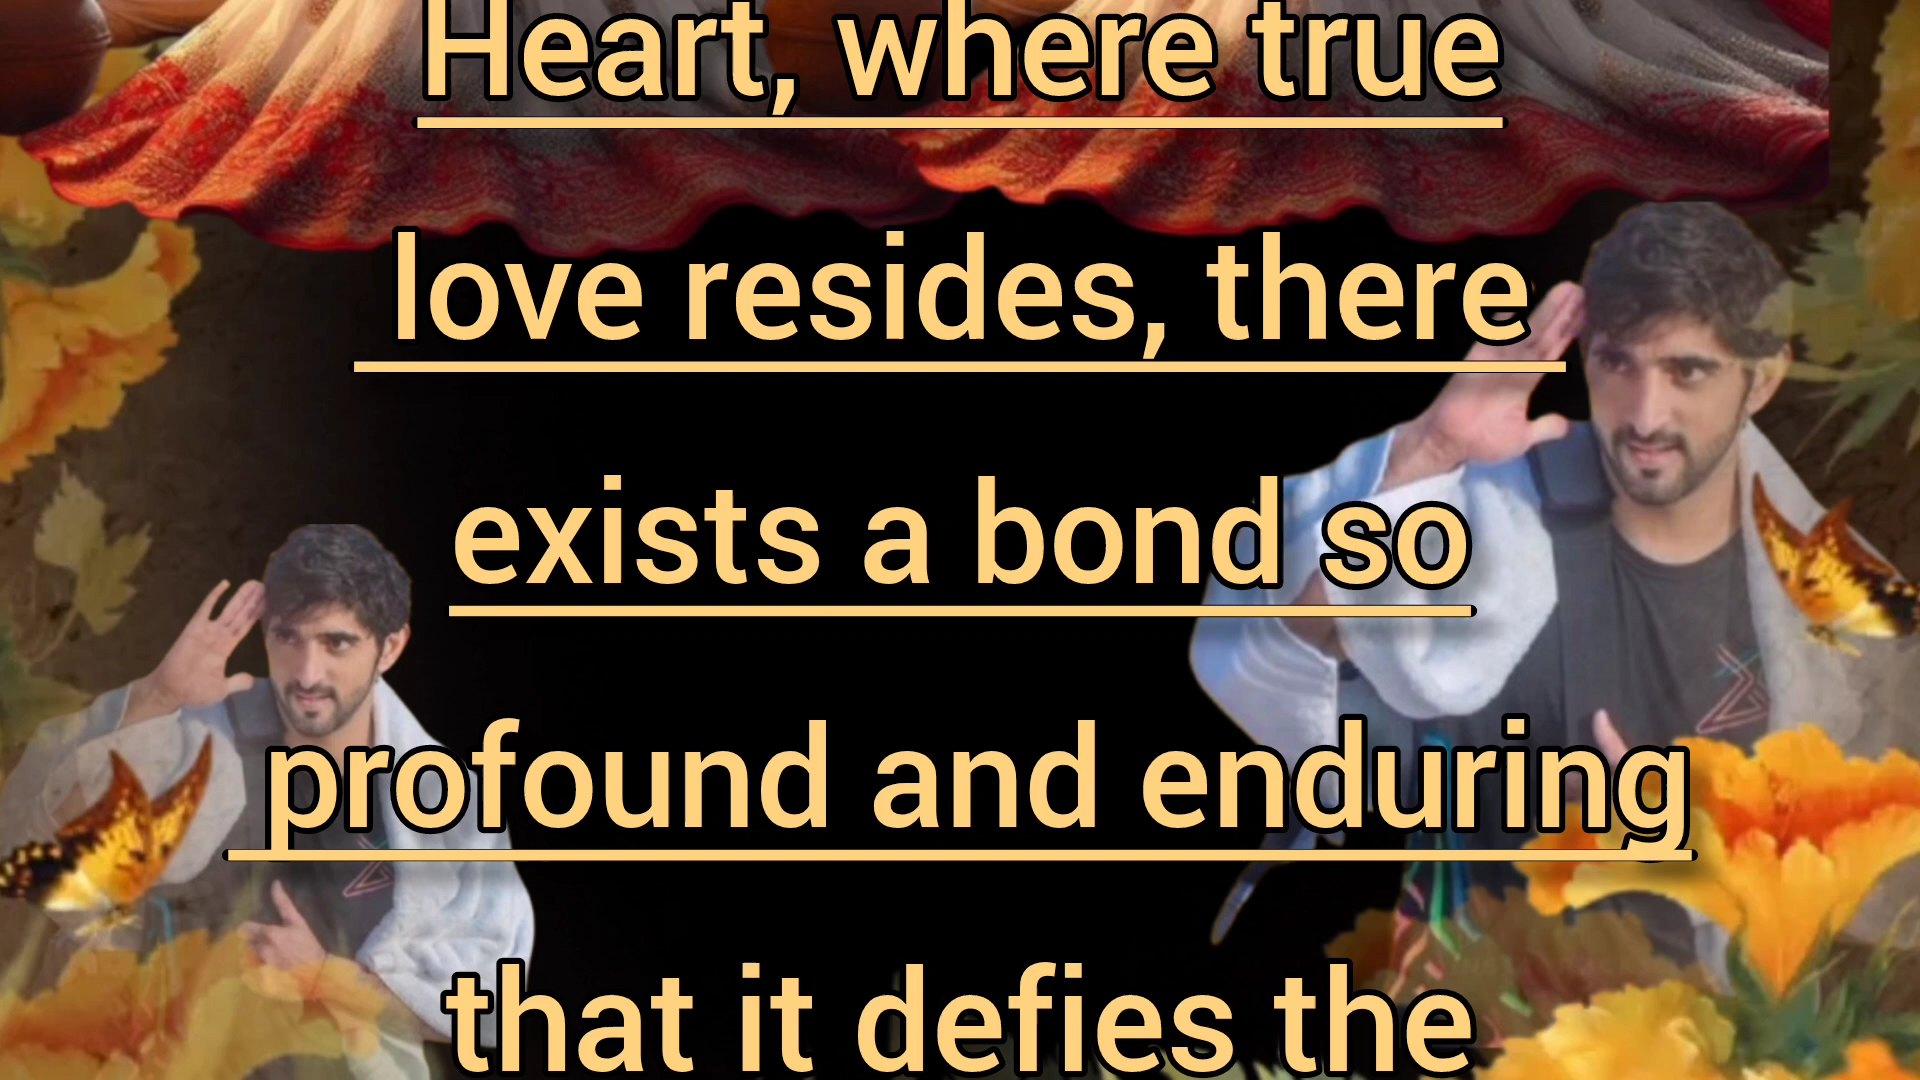 Heart, where true
love resides, there
exists a bond so
profound and enduring
that it defies the